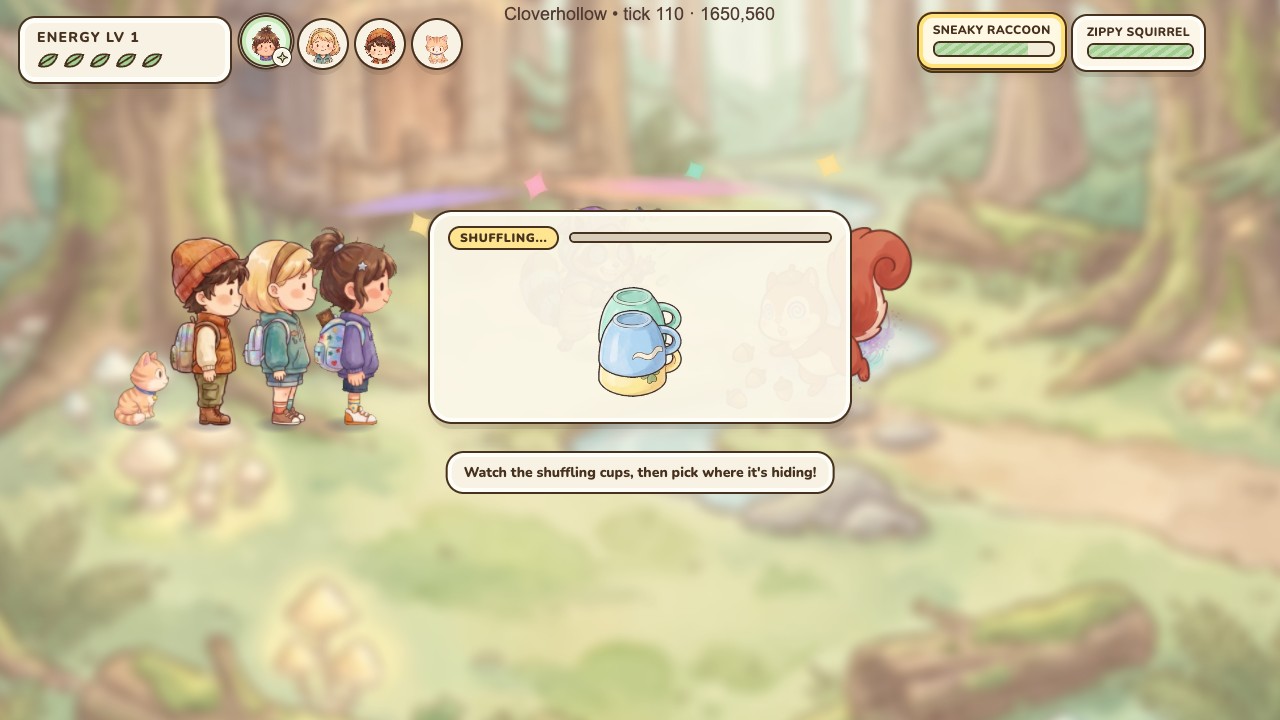 Cloverhollow • tick 110 · 1650,560
ENERGY LV 1
SNEAKY RACCOON
ZIPPY SQUIRREL
SHUFFLING...
Watch the shuffling cups, then pick where it's hiding!